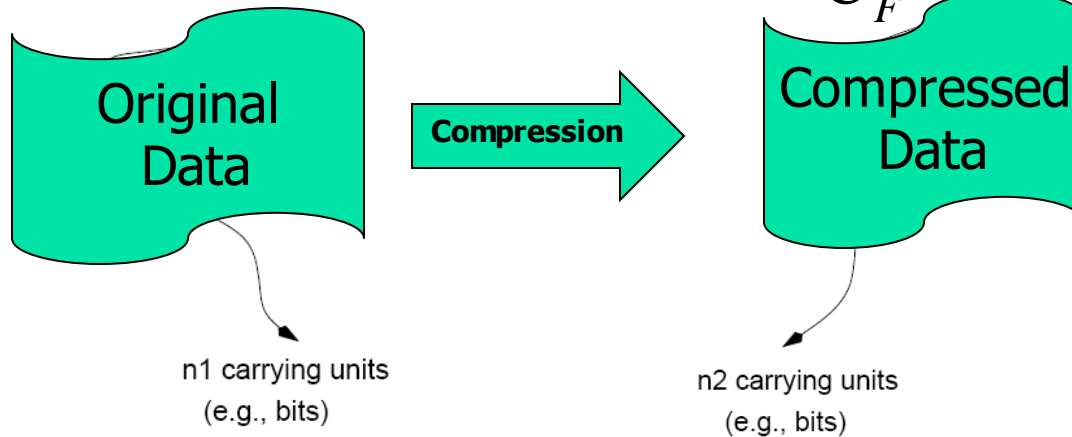 Original
Data
Compression
Compressed
Data
n1 carrying units
(e.g., bits)
n2 carrying units
(e.g., bits)